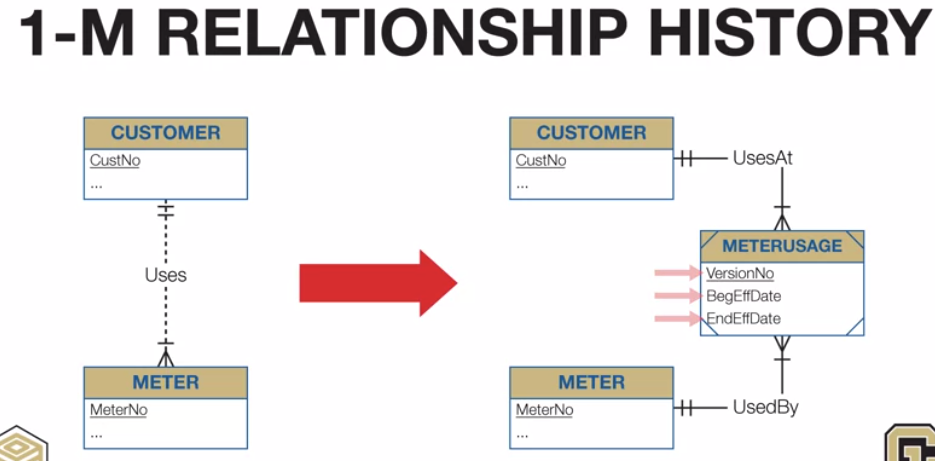 1-M RELATIONSHIP HISTORY
CUSTOMER
CustNo
...
Uses
METER
MeterNo
...
CUSTOMER
CustNo
...
UsesAt
METERUSAGE
VersionNo
BegEffDate
EndEffDate
METER
MeterNo
...
UsedBy